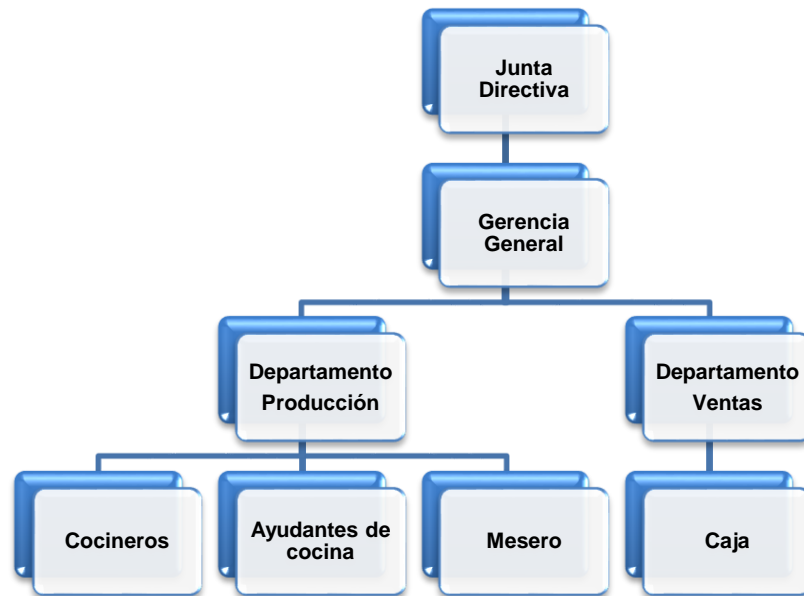 Junta
Directiva
Gerencia
General
Departamento
Producción
Departamento
Ventas
Cocineros
Ayudantes de
cocina
Mesero
Caja